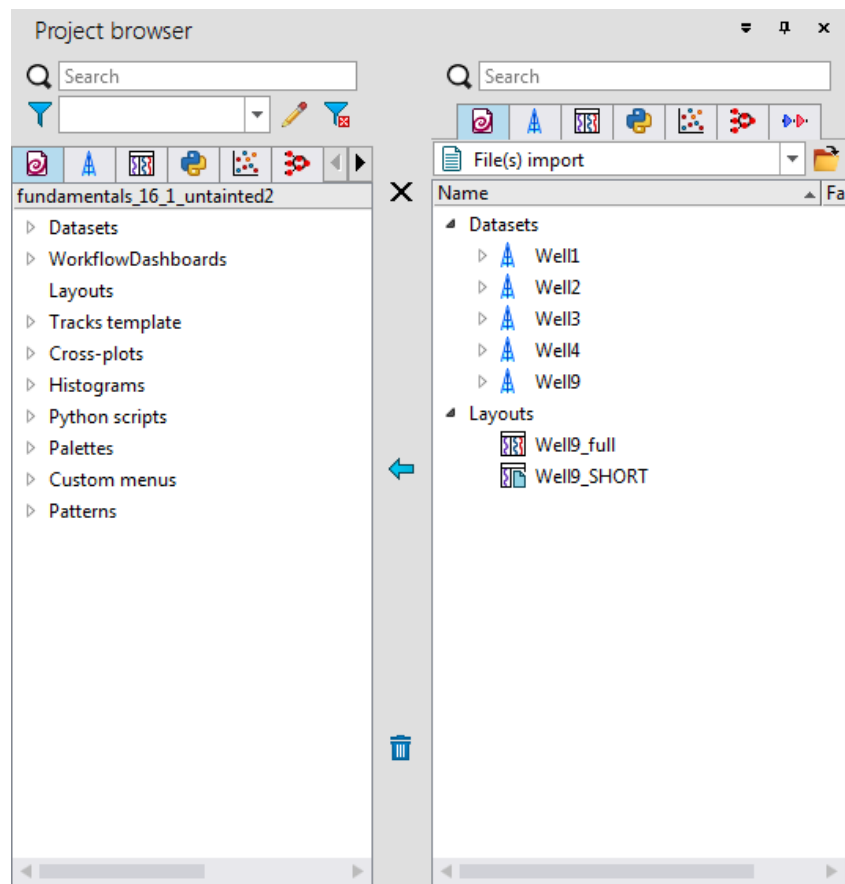 Project browser
Search
Search
File(s) import
fundamentals_16_1_untainted2
Datasets
WorkflowDashboards
Layouts
Tracks template
Cross-plots
Histograms
Python scripts
Palettes
Custom menus
Patterns
Name Fa
Datasets
Well1
Well2
Well3
Well4
Well9
Layouts
Well9_full
Well9_SHORT